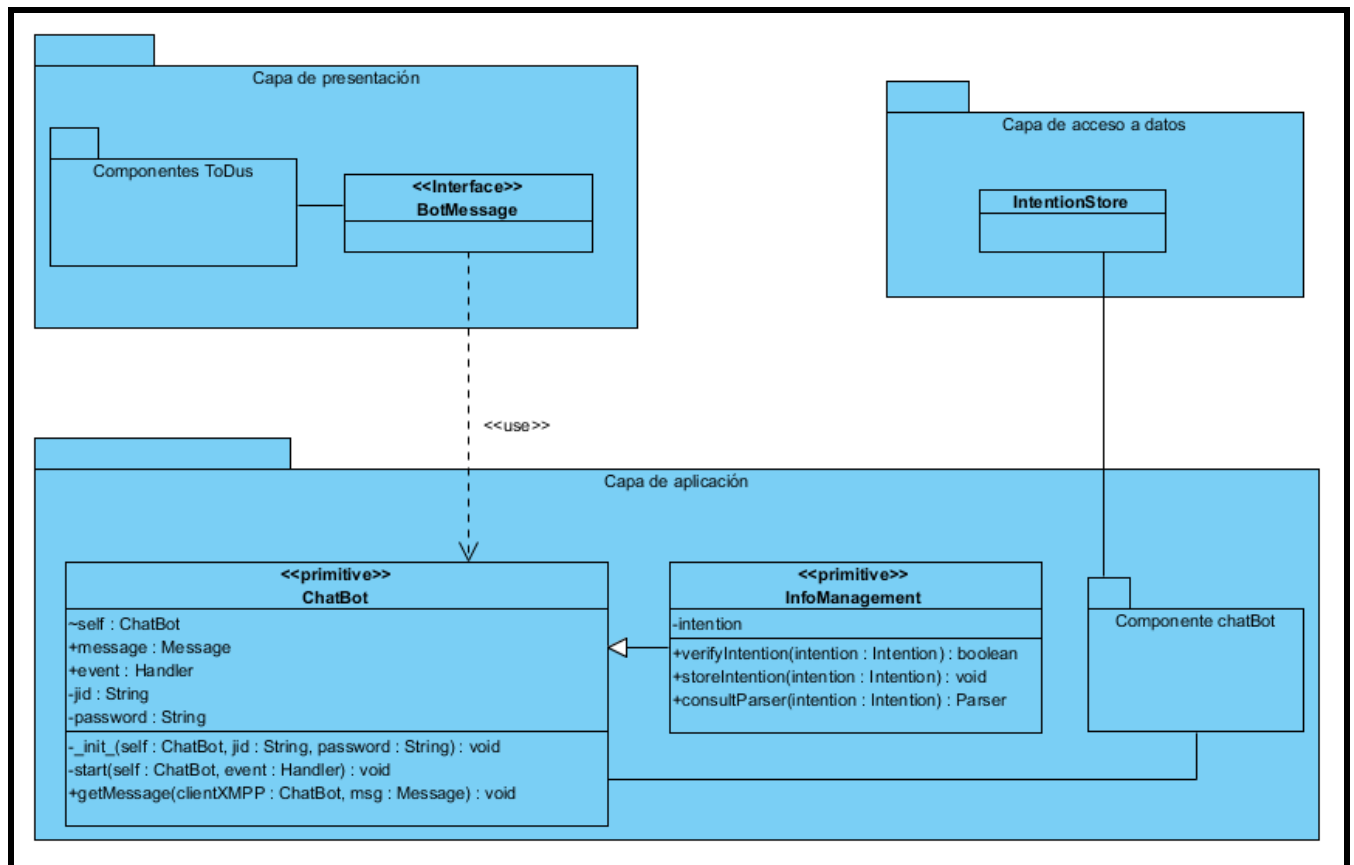 Capa de presentación
Componentes ToDus
<<Interface>>
BotMessage
Capa de acceso a datos
IntentionStore
<<use>>
Capa de aplicación
<<primitive>>
ChatBot
~self : ChatBot
+message : Message
+event : Handler
-jid : String
-password : String
-_init_(self : ChatBot, jid : String, password : String) : void
-start(self : ChatBot, event : Handler) : void
+getMessage(clientXMPP : ChatBot, msg : Message) : void
<<primitive>>
InfoManagement
-intention
+verifyIntention(intention : Intention) : boolean
+storeIntention(intention : Intention) : void
+consultParser(intention : Intention) : Parser
Componente chatBot